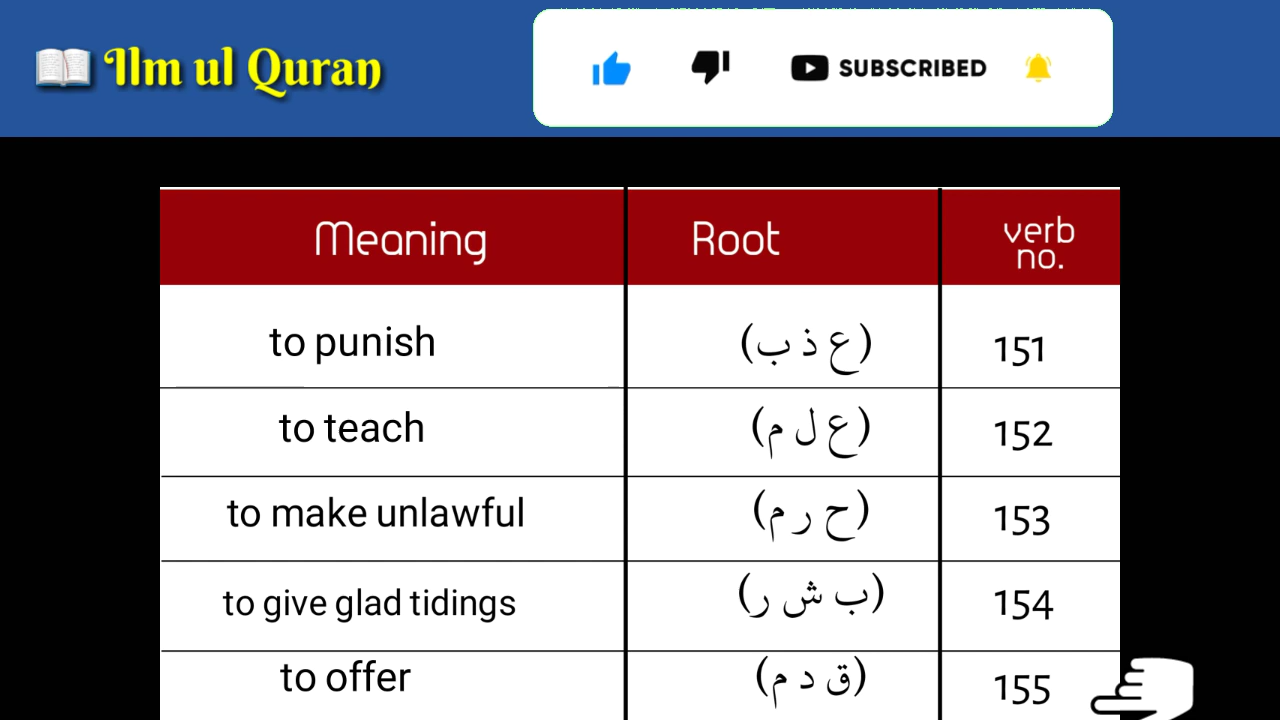 Ilm ul Quran
SUBSCRIBED
Meaning Root verb no.
to punish (ع ذ ب) 151
to teach (ع ل م) 152
to make unlawful (ح ر م) 153
to give glad tidings (ب ش ر) 154
to offer (ق د م) 155